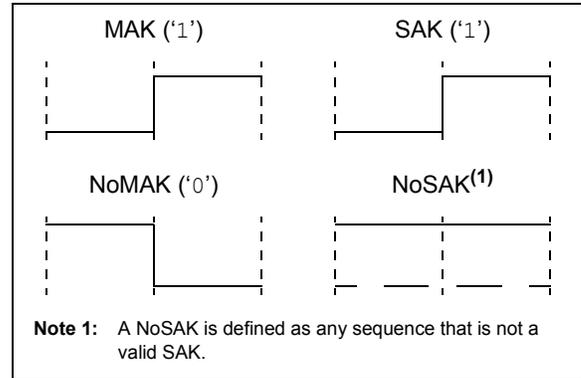 MAK (‘1’) SAK (‘1’)
NoMAK (‘0’) NoSAK(1)
Note 1: A NoSAK is defined as any sequence that is not a
valid SAK.